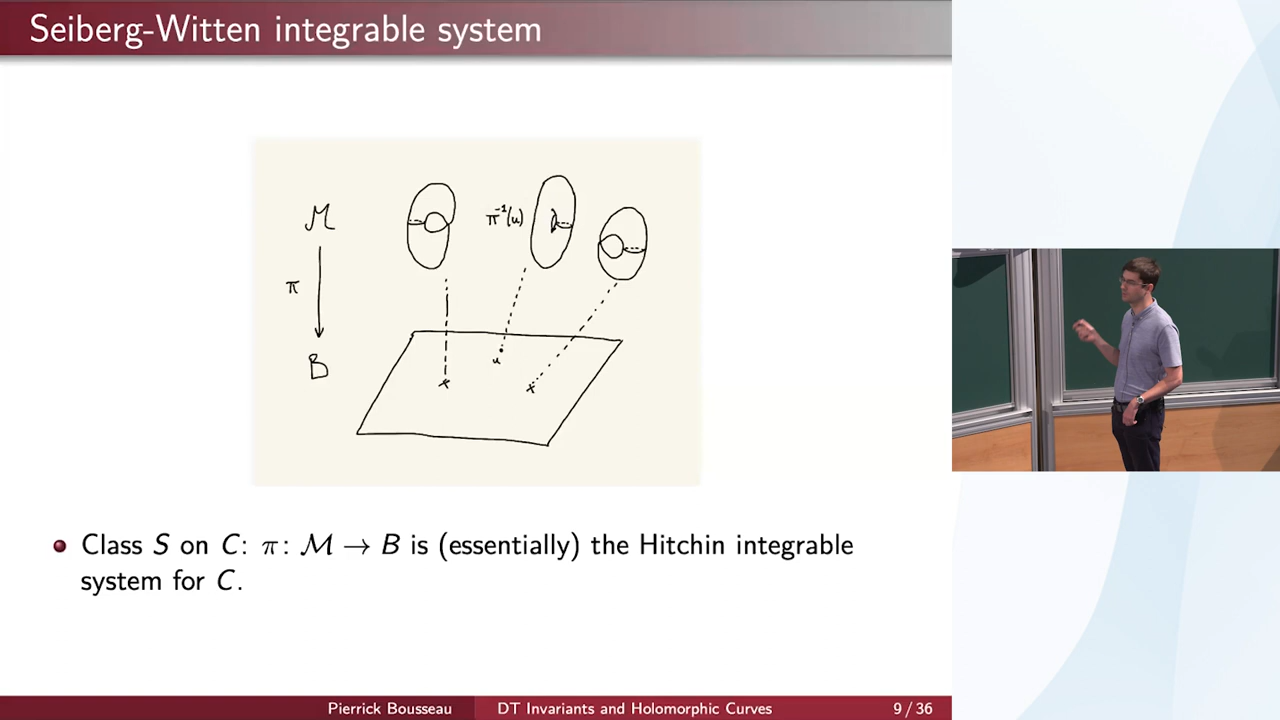 Seiberg-Witten integrable system
ℳ
π⁻¹(u)
π
B
u
x
x
Class S on C: π: ℳ → B is (essentially) the Hitchin integrable
system for C.
Pierrick Bousseau
DT Invariants and Holomorphic Curves
9 / 36